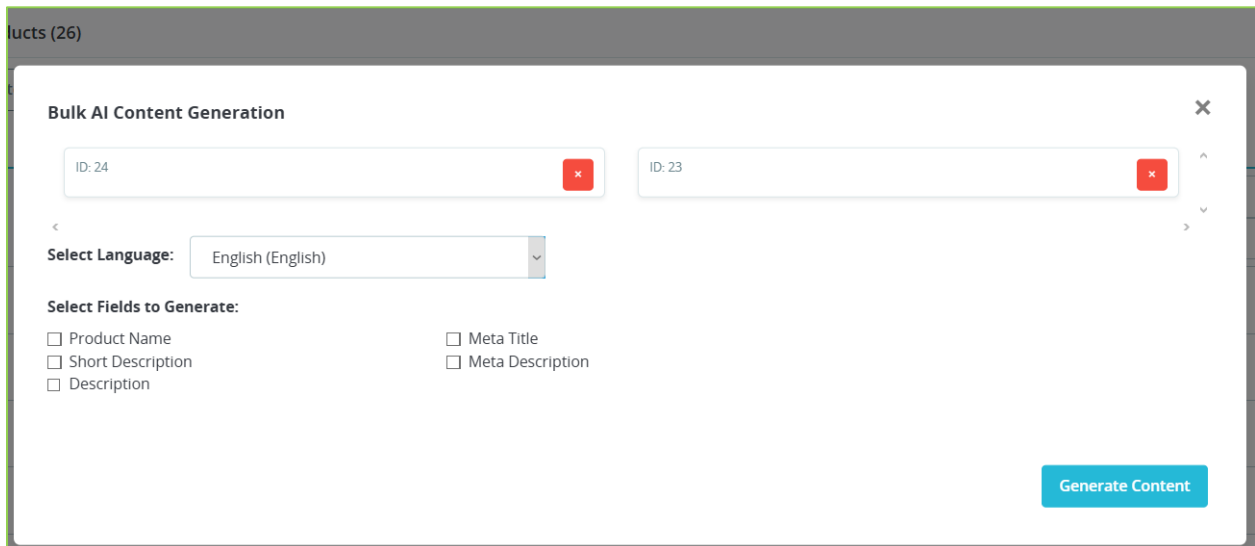 lucts (26)
Bulk AI Content Generation ×
ID: 24 × ID: 23 ×
Select Language: English (English)
Select Fields to Generate:
Product Name Meta Title
Short Description Meta Description
Description
Generate Content